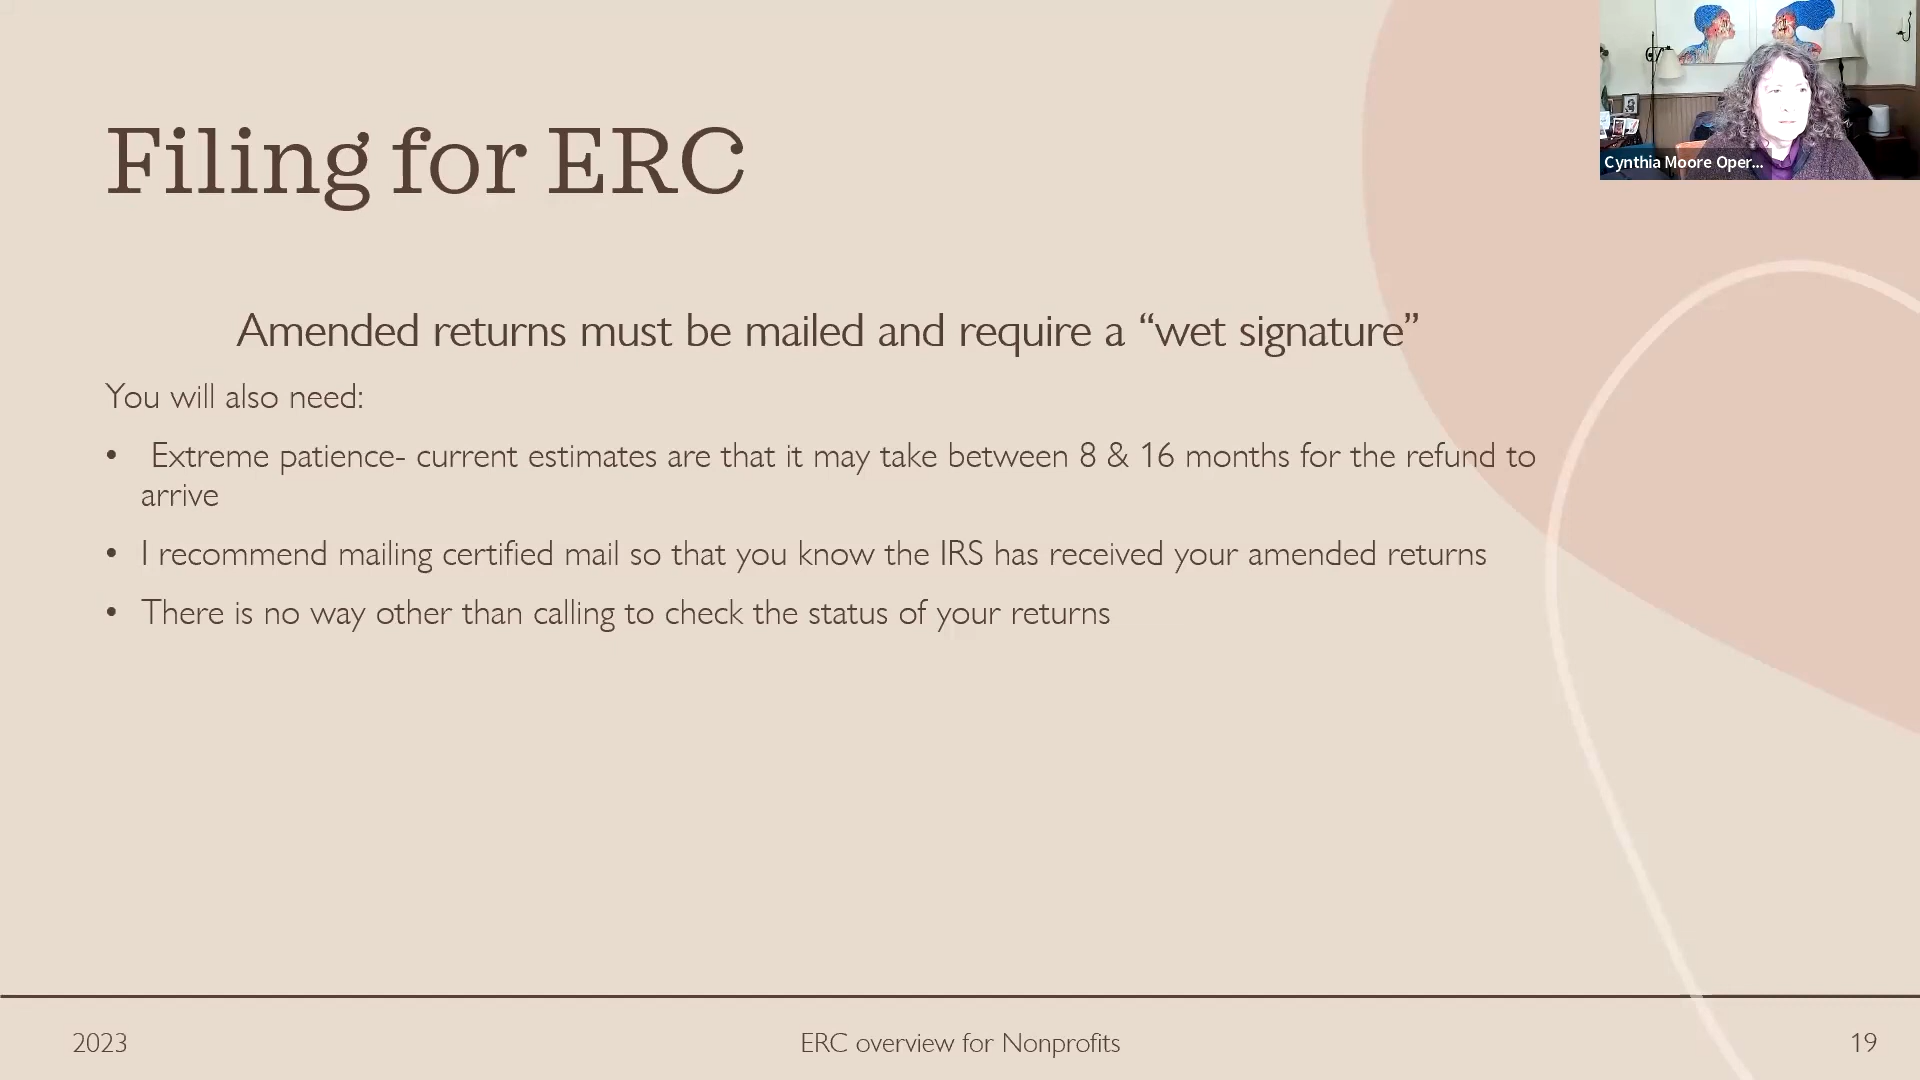 Filing for ERC
Cynthia Moore Oper...
Amended returns must be mailed and require a “wet signature”
You will also need:
• Extreme patience- current estimates are that it may take between 8 & 16 months for the refund to
arrive
• I recommend mailing certified mail so that you know the IRS has received your amended returns
• There is no way other than calling to check the status of your returns
2023
ERC overview for Nonprofits
19